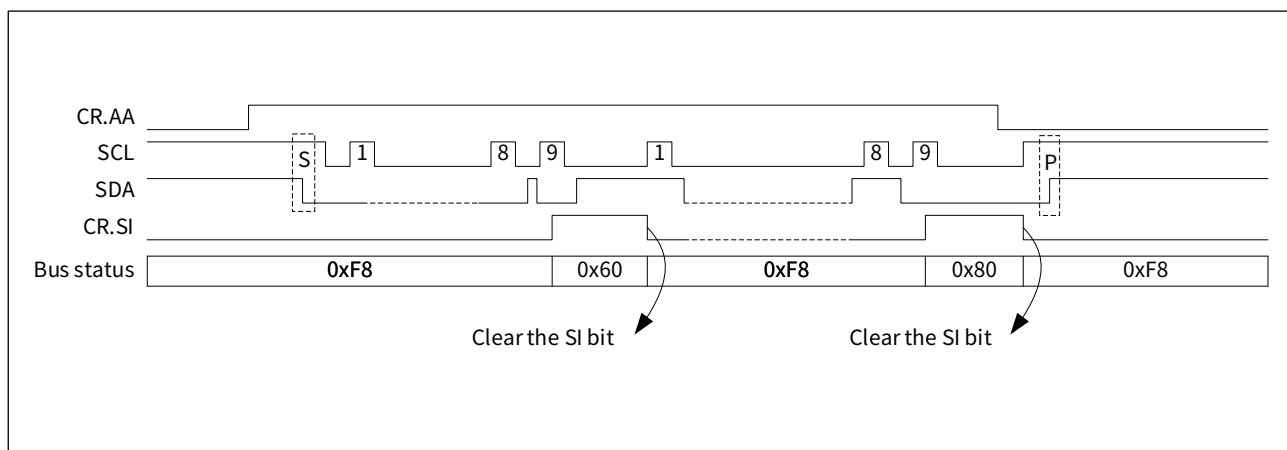 CR.AA
SCL S 1 8 9 1 8 9 P
SDA
CR.SI
Bus status 0xF8 0x60 0xF8 0x80 0xF8
Clear the SI bit Clear the SI bit